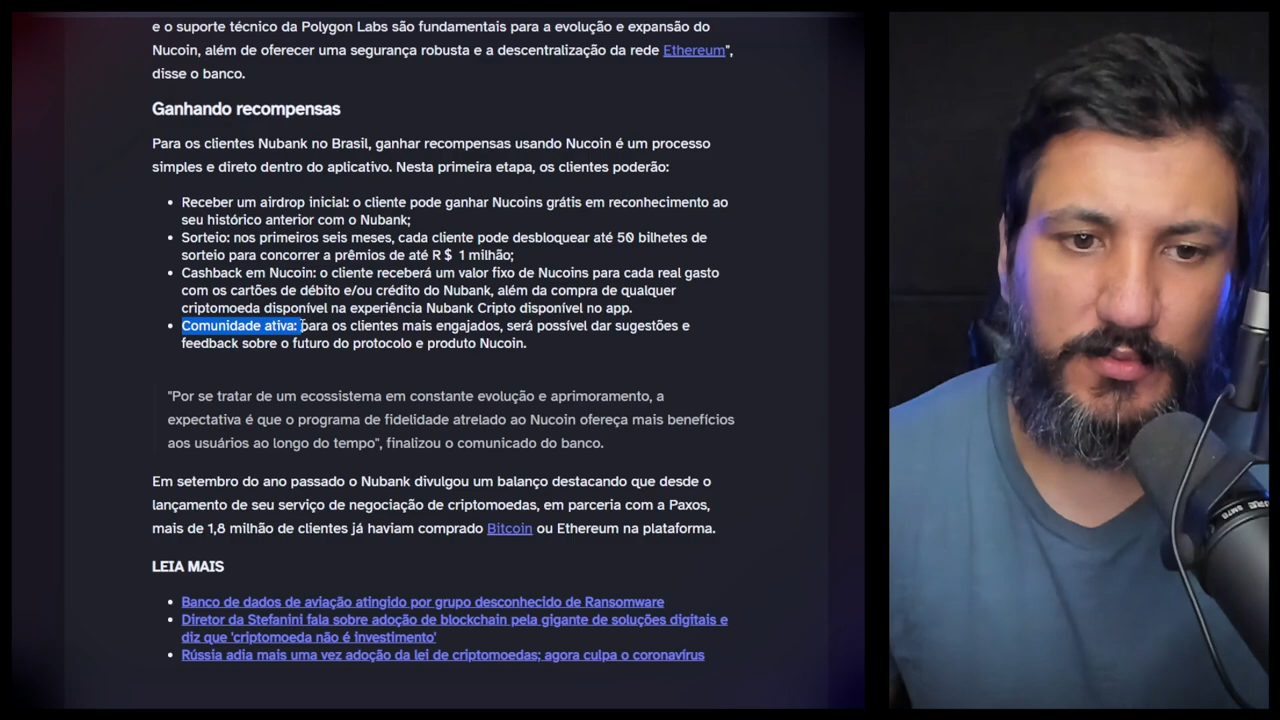 e o suporte técnico da Polygon Labs são fundamentais para a evolução e expansão do
Nucoin, além de oferecer uma segurança robusta e a descentralização da rede Ethereum",
disse o banco.
Ganhando recompensas
Para os clientes Nubank no Brasil, ganhar recompensas usando Nucoin é um processo
simples e direto dentro do aplicativo. Nesta primeira etapa, os clientes poderão:
• Receber um airdrop inicial: o cliente pode ganhar Nucoins grátis em reconhecimento ao
seu histórico anterior com o Nubank;
• Sorteio: nos primeiros seis meses, cada cliente pode desbloquear até 50 bilhetes de
sorteio para concorrer a prêmios de até R$ 1 milhão;
• Cashback em Nucoin: o cliente receberá um valor fixo de Nucoins para cada real gasto
com os cartões de débito e/ou crédito do Nubank, além da compra de qualquer
criptomoeda disponível na experiência Nubank Cripto disponível no app.
• Comunidade ativa: para os clientes mais engajados, será possível dar sugestões e
feedback sobre o futuro do protocolo e produto Nucoin.
"Por se tratar de um ecossistema em constante evolução e aprimoramento, a
expectativa é que o programa de fidelidade atrelado ao Nucoin ofereça mais benefícios
aos usuários ao longo do tempo", finalizou o comunicado do banco.
Em setembro do ano passado o Nubank divulgou um balanço destacando que desde o
lançamento de seu serviço de negociação de criptomoedas, em parceria com a Paxos,
mais de 1,8 milhão de clientes já haviam comprado Bitcoin ou Ethereum na plataforma.
LEIA MAIS
• Banco de dados de aviação atingido por grupo desconhecido de Ransomware
• Diretor da Stefanini fala sobre adoção de blockchain pela gigante de soluções digitais e
diz que 'criptomoeda não é investimento'
• Rússia adia mais uma vez adoção da lei de criptomoedas; agora culpa o coronavírus